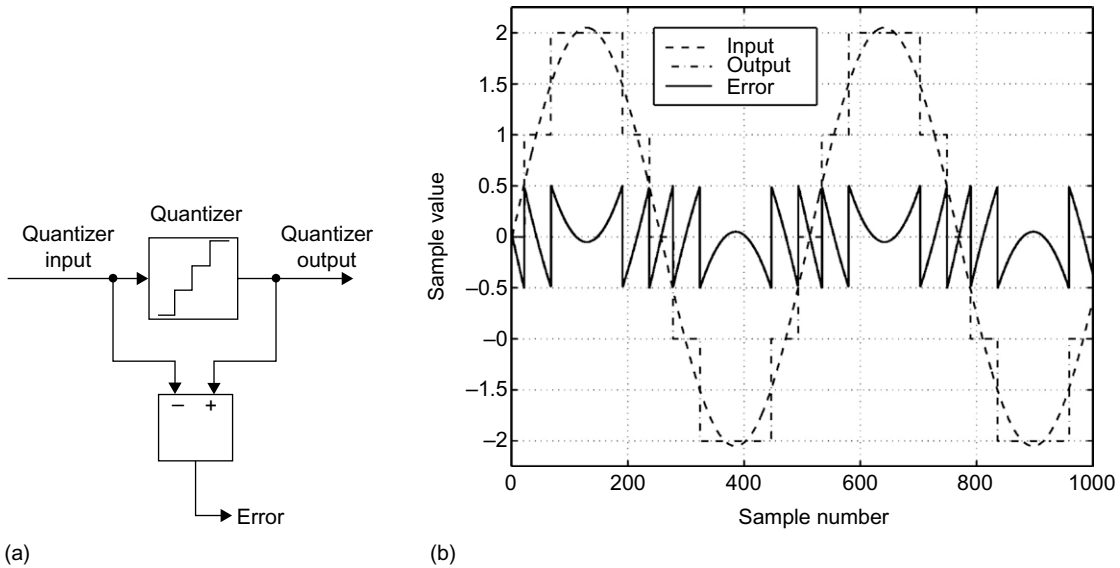 Quantizer
input
Quantizer
Quantizer
output
– +
Error
(a)
2
1.5
1
0.5
0
–0.5
–0
–1.5
–2
Sample value
Input
Output
Error
0 200 400 600 800 1000
Sample number
(b)